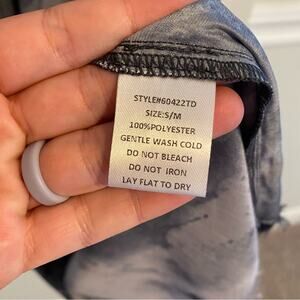 STYLE#60422TD
SIZE:S/M
100%POLYESTER
GENTLE WASH COLD
DO NOT BLEACH
DO NOT IRON
LAY FLAT TO DRY